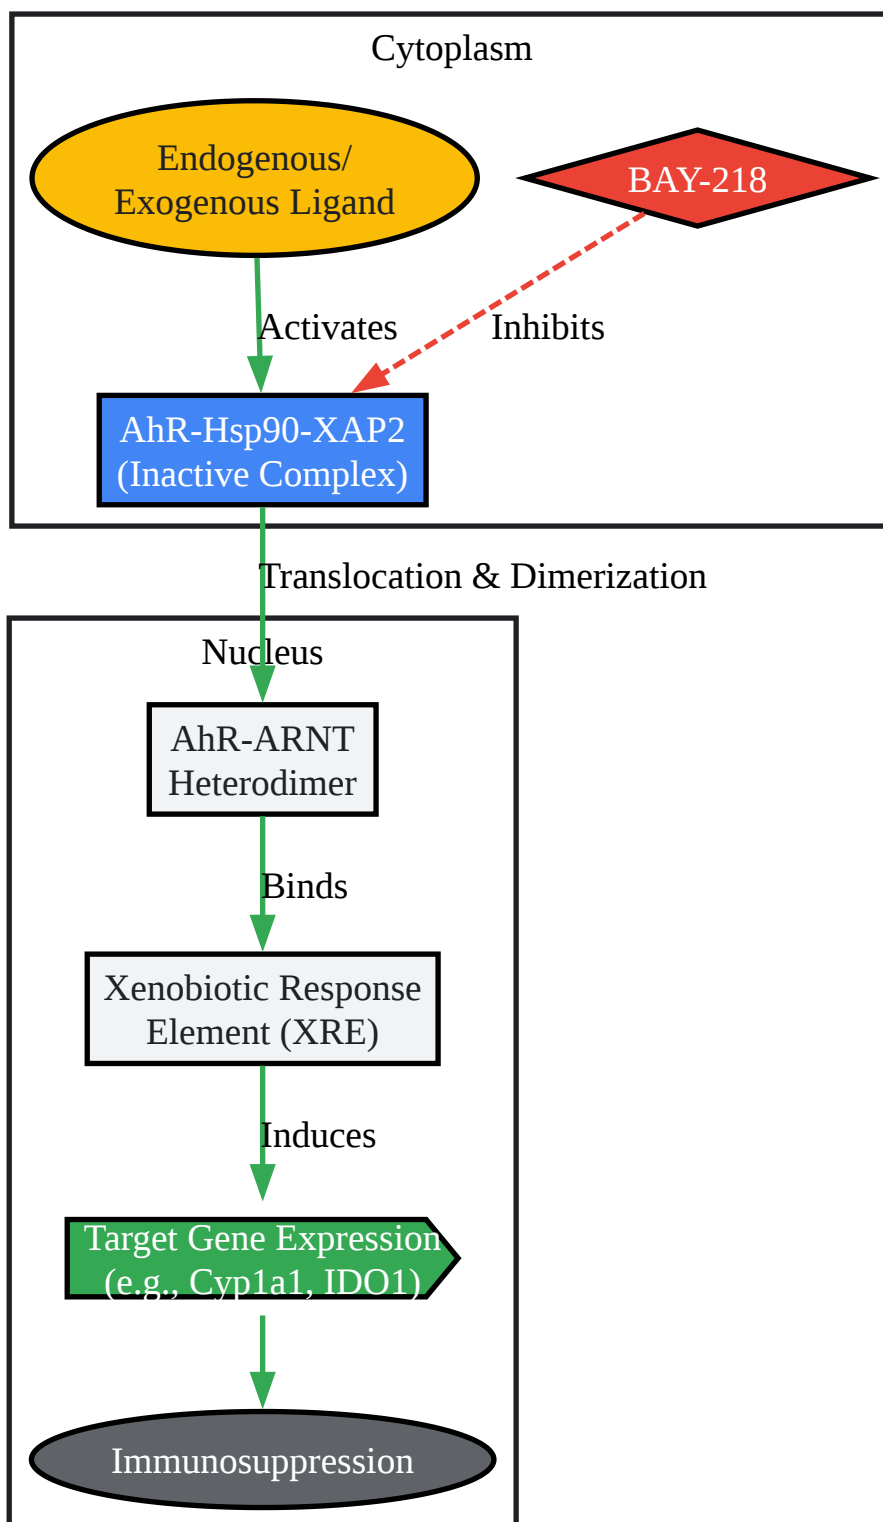 Cytoplasm
Endogenous/
Exogenous Ligand
BAY-218
Activates
Inhibits
AhR-Hsp90-XAP2
(Inactive Complex)
Translocation & Dimerization
Nucleus
AhR-ARNT
Heterodimer
Binds
Xenobiotic Response
Element (XRE)
Induces
Target Gene Expression
(e.g., Cyp1a1, IDO1)
Immunosuppression